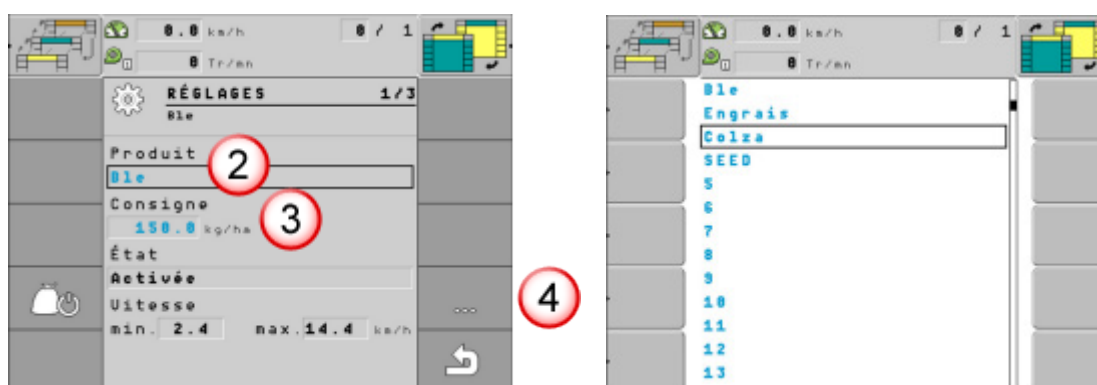 0.0 km/h
0 / 1
0 Tr/mn
RÉGLAGES 1/3
Ble
Produit
2
Ble
Consigne
3
150.0 kg/ha
État
Activée
Vitesse
min. 2.4 max. 14.4 km/h
...
4
0.0 km/h
0 / 1
0 Tr/mn
Ble
Engrais
Colza
SEED
5
6
7
8
9
10
11
12
13